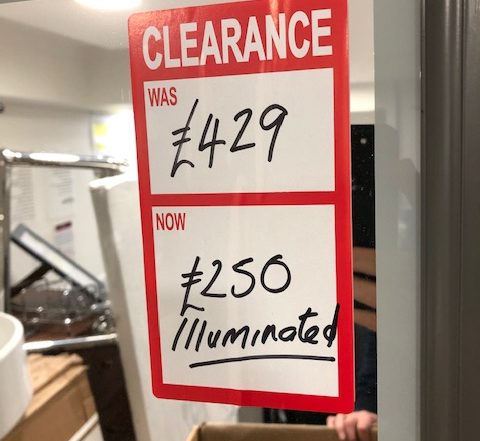 CLEARANCE
WAS
£429
NOW
£250
Illuminated